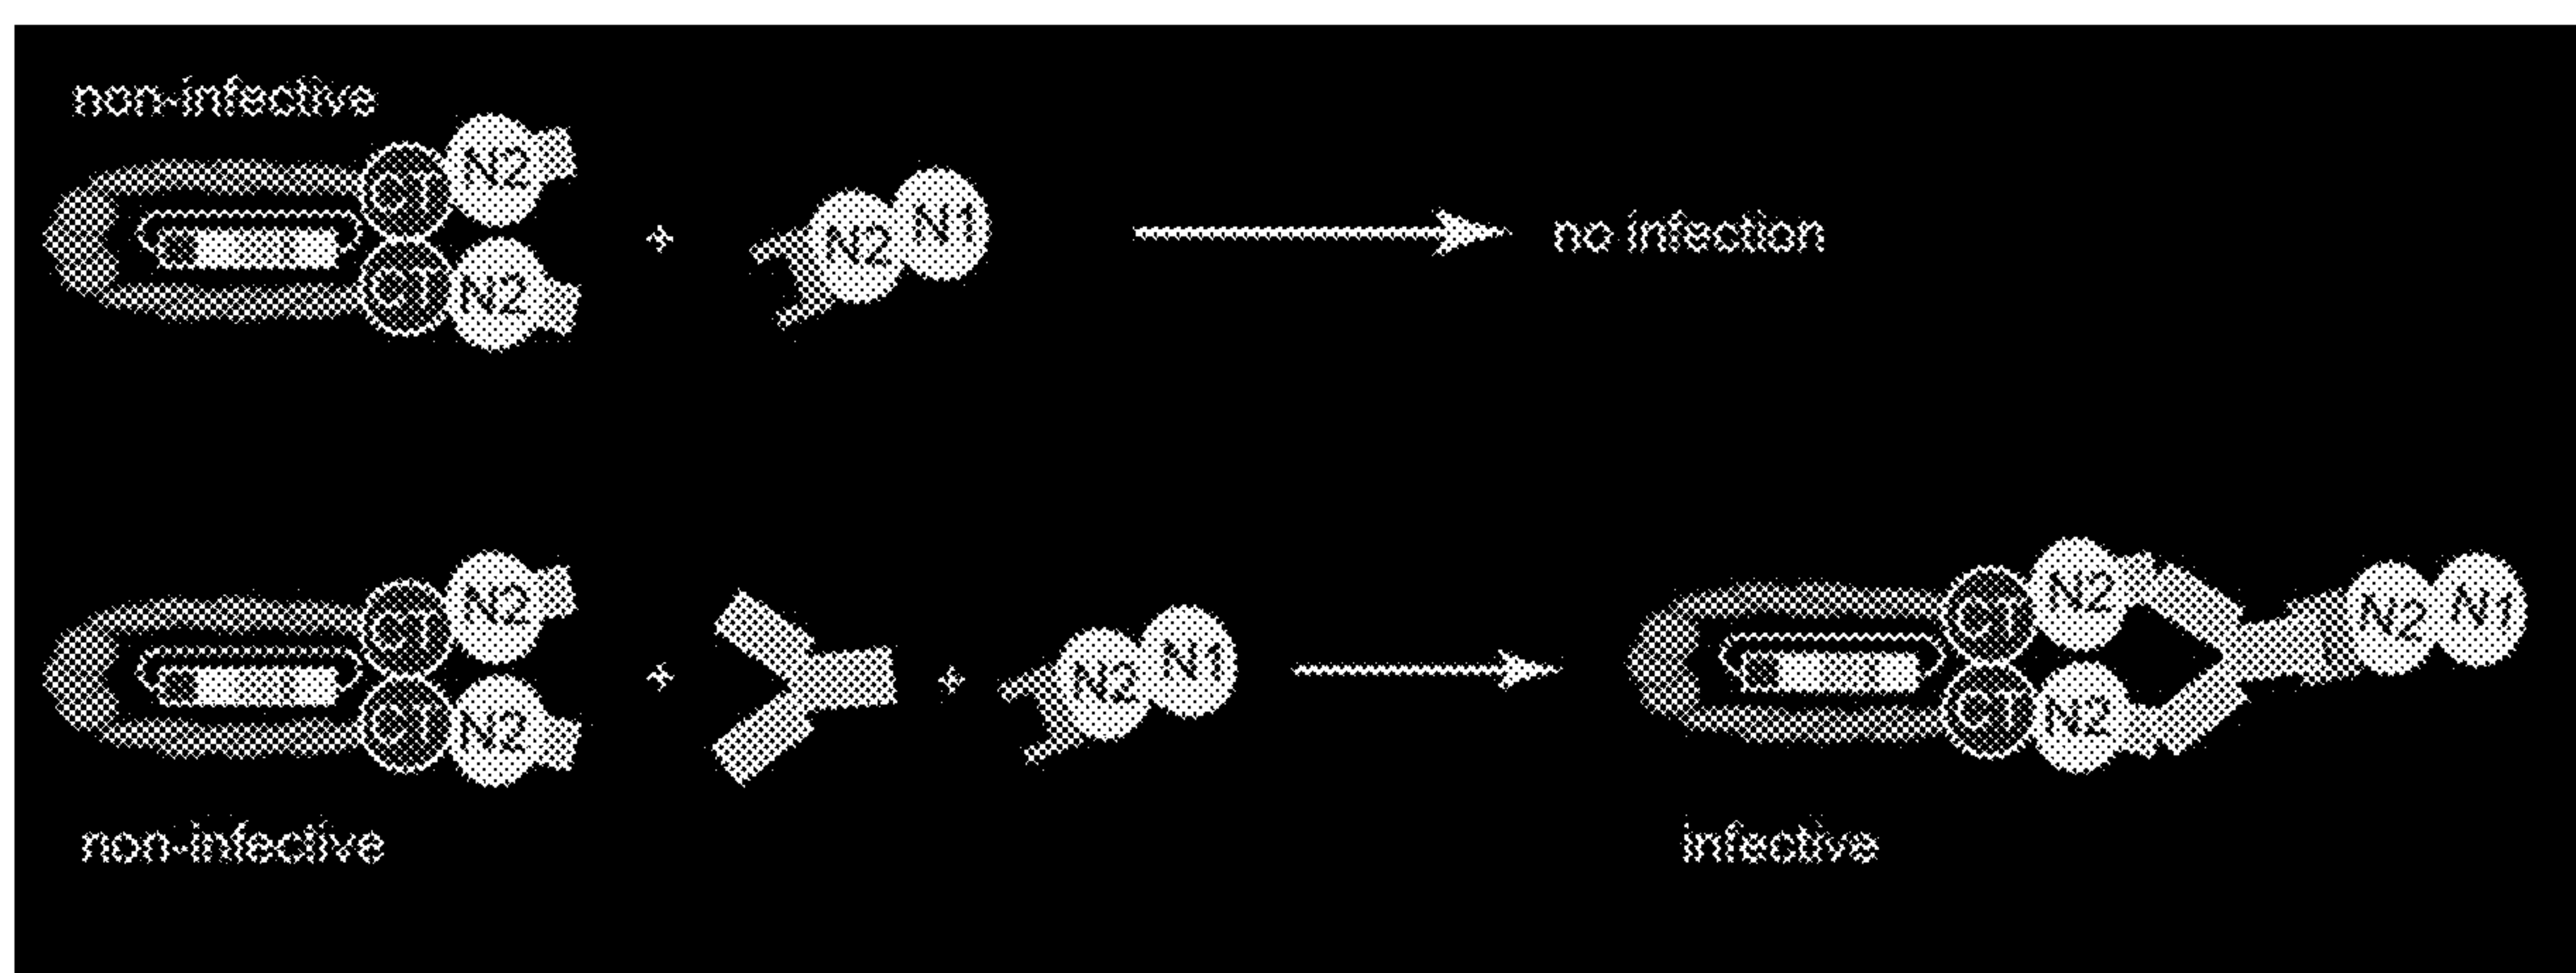 non-infective
CT N2
CT N2
+
N2 N1
no infection
CT N2
CT N2
+
+
N2 N1
CT N2
CT N2
N2 N1
non-infective
infective